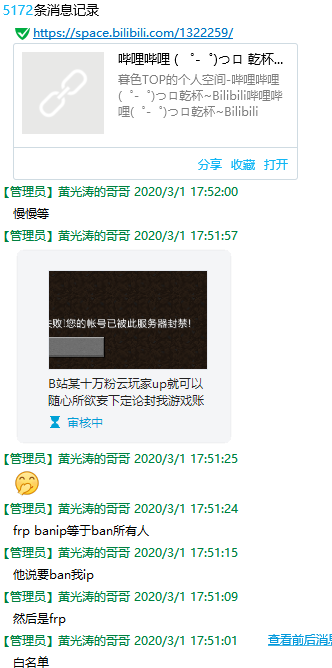 5172条消息记录
https://space.bilibili.com/1322259/
哔哩哔哩 ( ゜- ゜)つロ 乾杯...
暮色TOP的个人空间-哔哩哔哩
( ゜- ゜)つロ乾杯~Bilibili哔哩哔
哩( ゜- ゜)つロ乾杯~Bilibili
分享 收藏 打开
【管理员】黄光涛的哥哥 2020/3/1 17:52:00
慢慢等
【管理员】黄光涛的哥哥 2020/3/1 17:51:57
失败!您的帐号已被此服务器封禁!
B站某十万粉云玩家up就可以
随心所欲妄下定论封我游戏账
审核中
【管理员】黄光涛的哥哥 2020/3/1 17:51:25
【管理员】黄光涛的哥哥 2020/3/1 17:51:24
frp banip等于ban所有人
【管理员】黄光涛的哥哥 2020/3/1 17:51:15
他说要ban我ip
【管理员】黄光涛的哥哥 2020/3/1 17:51:09
然后是frp
【管理员】黄光涛的哥哥 2020/3/1 17:51:01 查看前后消息
白名单